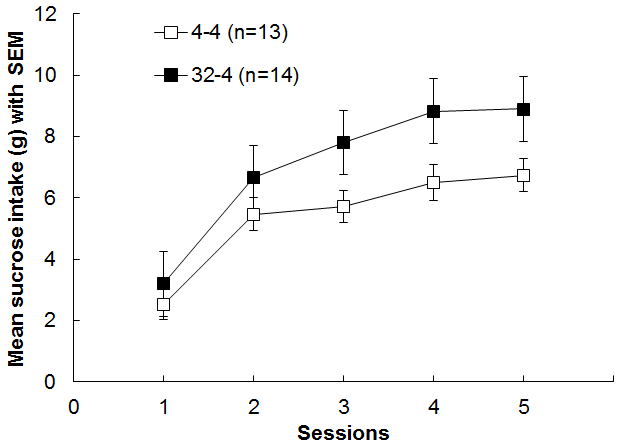 Mean sucrose intake (g) with SEM
12
10
8
6
4
2
0
4-4 (n=13)
32-4 (n=14)
0 1 2 3 4 5
Sessions